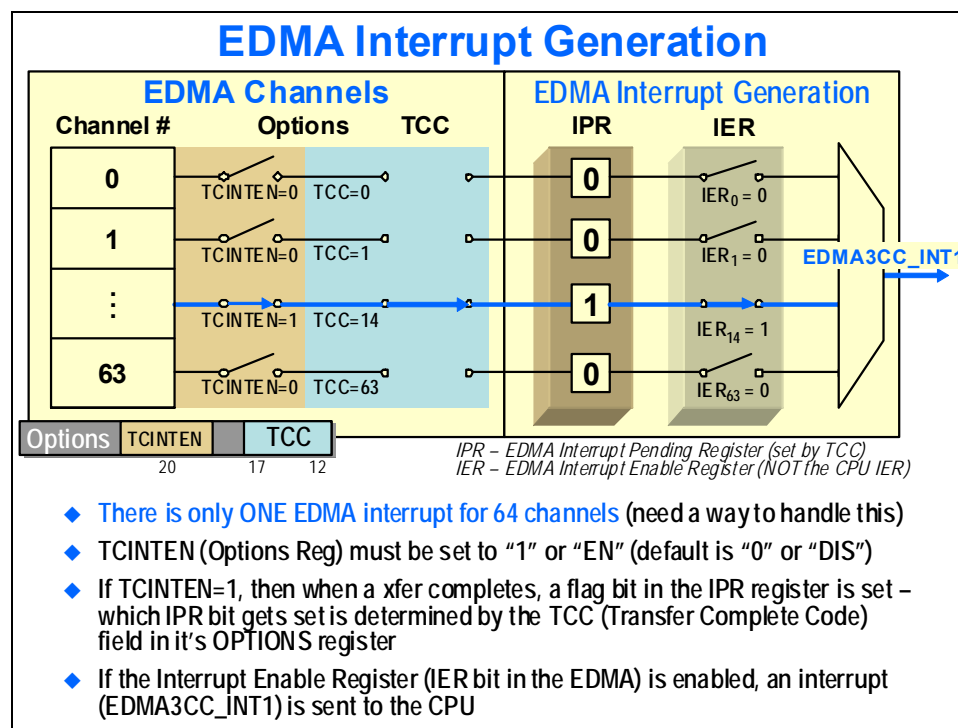 EDMA Interrupt Generation
EDMA Channels
EDMA Interrupt Generation
Channel #
Options
TCC
IPR
IER
0
TCINTEN=0
TCC=0
0
IER0 = 0
1
TCINTEN=0
TCC=1
0
IER1 = 0
EDMA3CC_INT1
⋮
TCINTEN=1
TCC=14
1
IER14 = 1
63
TCINTEN=0
TCC=63
0
IER63 = 0
Options
TCINTEN
TCC
20
17
12
IPR – EDMA Interrupt Pending Register (set by TCC)
IER – EDMA Interrupt Enable Register (NOT the CPU IER)
◆ There is only ONE EDMA interrupt for 64 channels (need a way to handle this)
◆ TCINTEN (Options Reg) must be set to “1” or “EN” (default is “0” or “DIS”)
◆ If TCINTEN=1, then when a xfer completes, a flag bit in the IPR register is set –
which IPR bit gets set is determined by the TCC (Transfer Complete Code)
field in it's OPTIONS register
◆ If the Interrupt Enable Register (IER bit in the EDMA) is enabled, an interrupt
(EDMA3CC_INT1) is sent to the CPU